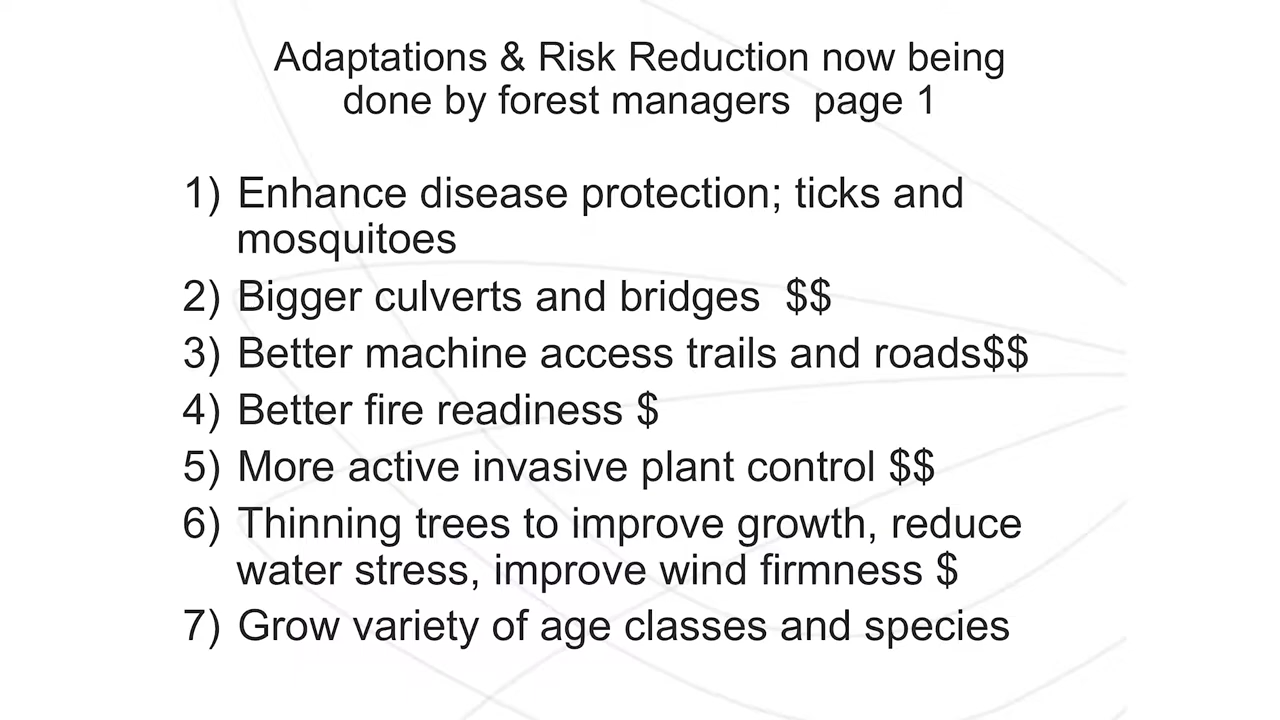 Adaptations & Risk Reduction now being
done by forest managers  page 1
1) Enhance disease protection; ticks and
mosquitoes
2) Bigger culverts and bridges  $$
3) Better machine access trails and roads$$
4) Better fire readiness $
5) More active invasive plant control $$
6) Thinning trees to improve growth, reduce
water stress, improve wind firmness $
7) Grow variety of age classes and species